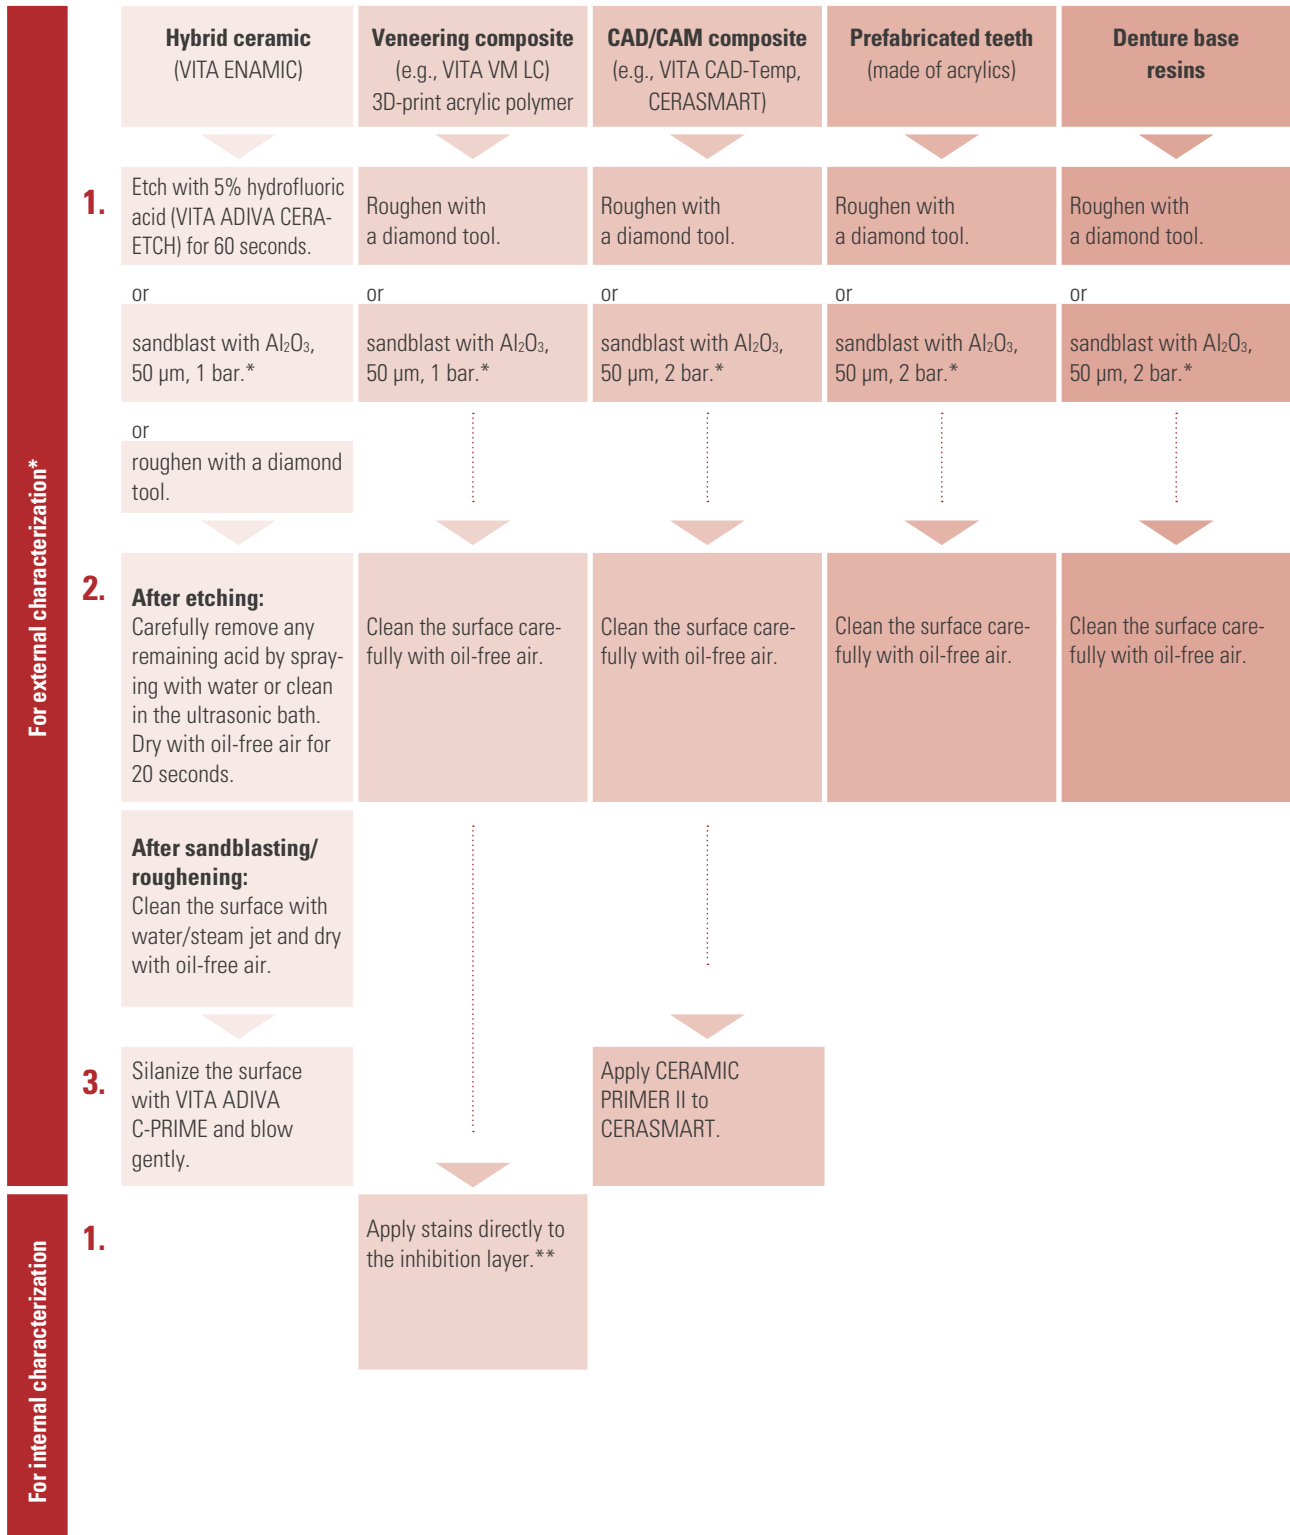 Hybrid ceramic
(VITA ENAMIC)
Veneering composite
(e.g., VITA VM LC)
3D-print acrylic polymer
CAD/CAM composite
(e.g., VITA CAD-Temp,
CERASMART)
Prefabricated teeth
(made of acrylics)
Denture base
resins
For external characterization*
1.
Etch with 5% hydrofluoric
acid (VITA ADIVA CERA-
ETCH) for 60 seconds.
Roughen with
a diamond tool.
Roughen with
a diamond tool.
Roughen with
a diamond tool.
Roughen with
a diamond tool.
or
or
or
or
or
sandblast with Al₂O₃,
50 µm, 1 bar.*
sandblast with Al₂O₃,
50 µm, 1 bar.*
sandblast with Al₂O₃,
50 µm, 2 bar.*
sandblast with Al₂O₃,
50 µm, 2 bar.*
sandblast with Al₂O₃,
50 µm, 2 bar.*
or
roughen with a diamond
tool.
2.
After etching:
Carefully remove any
remaining acid by spray-
ing with water or clean
in the ultrasonic bath.
Dry with oil-free air for
20 seconds.
Clean the surface care-
fully with oil-free air.
Clean the surface care-
fully with oil-free air.
Clean the surface care-
fully with oil-free air.
Clean the surface care-
fully with oil-free air.
After sandblasting/
roughening:
Clean the surface with
water/steam jet and dry
with oil-free air.
3.
Silanize the surface
with VITA ADIVA
C-PRIME and blow
gently.
Apply CERAMIC
PRIMER II to
CERASMART.
For internal characterization
1.
Apply stains directly to
the inhibition layer.**